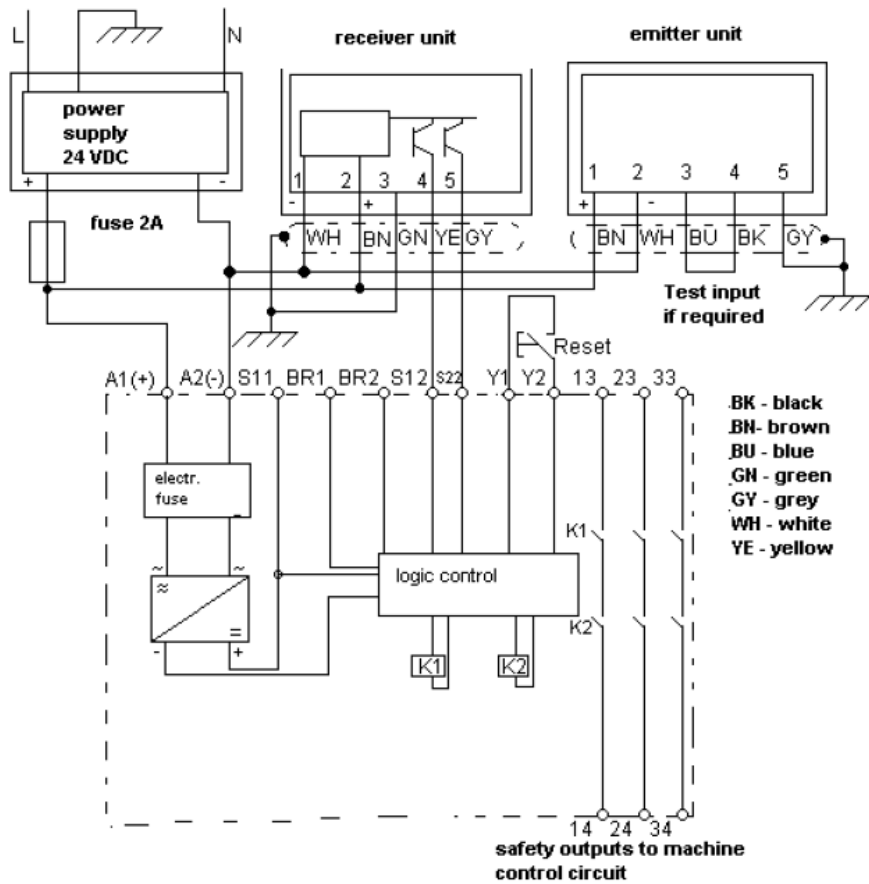 L N
receiver unit
emitter unit
power
supply
24 VDC
+ -
1 2 3 4 5
- +
1 2 3 4 5
+ -
fuse 2A
WH BN GN YE GY
( BN WH BU BK GY )
Test input
if required
Reset
A1(+) A2(-) S11 BR1 BR2 S12 S22 Y1 Y2 13 23 33
BK - black
BN- brown
BU - blue
GN - green
GY - grey
WH - white
YE - yellow
electr.
fuse
-
K1
~ ~
≈
logic control
=
- +
K2
K1 K2
14 24 34
safety outputs to machine
control circuit